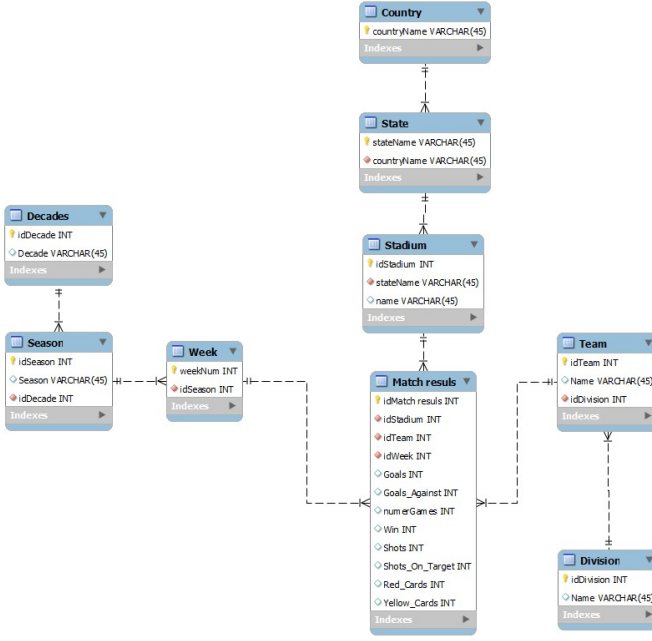 Country
countryName VARCHAR(45)
Indexes
State
stateName VARCHAR(45)
countryName VARCHAR(45)
Indexes
Decades
idDecade INT
Decade VARCHAR(45)
Indexes
Stadium
idStadium INT
stateName VARCHAR(45)
name VARCHAR(45)
Indexes
Season
idSeason INT
Season VARCHAR(45)
idDecade INT
Indexes
Week
weekNum INT
idSeason INT
Indexes
Match resuls
idMatch resuls INT
idStadium INT
idTeam INT
idWeek INT
Goals INT
Goals_Against INT
numerGames INT
Win INT
Shots INT
Shots_On_Target INT
Red_Cards INT
Yellow_Cards INT
Indexes
Team
idTeam INT
Name VARCHAR(45)
idDivision INT
Indexes
Division
idDivision INT
Name VARCHAR(45)
Indexes